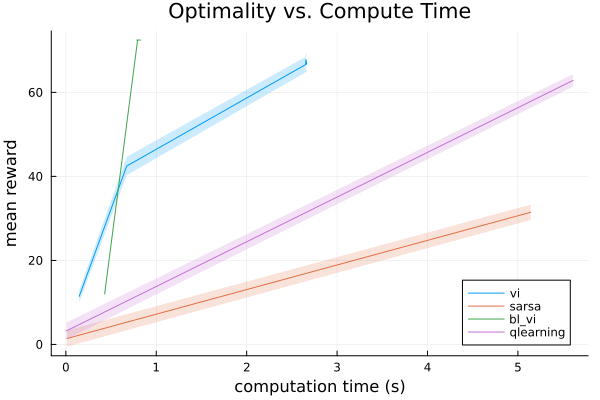 Optimality vs. Compute Time
mean reward
60
40
20
0
0 1 2 3 4 5
computation time (s)
vi
sarsa
bl_vi
qlearning